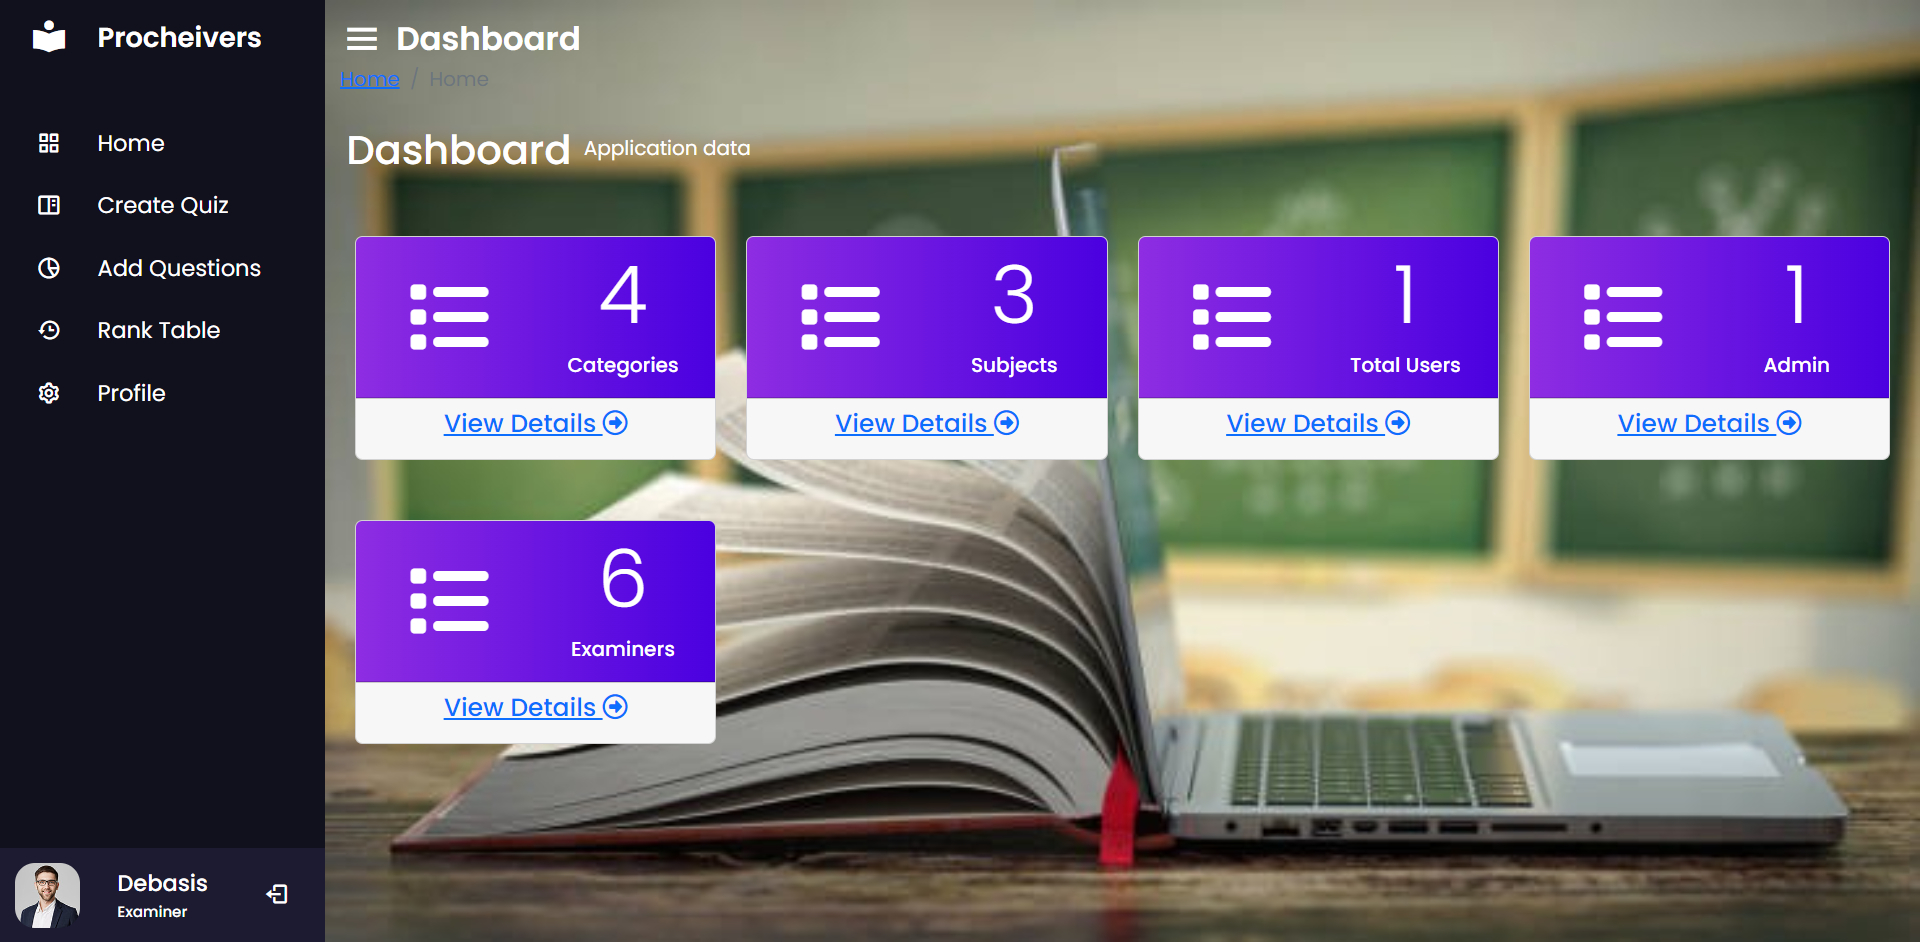 Procheivers
Home
Create Quiz
Add Questions
Rank Table
Profile
Debasis
Examiner
Dashboard
Home / Home
Dashboard Application data
4
Categories
View Details
3
Subjects
View Details
1
Total Users
View Details
1
Admin
View Details
6
Examiners
View Details